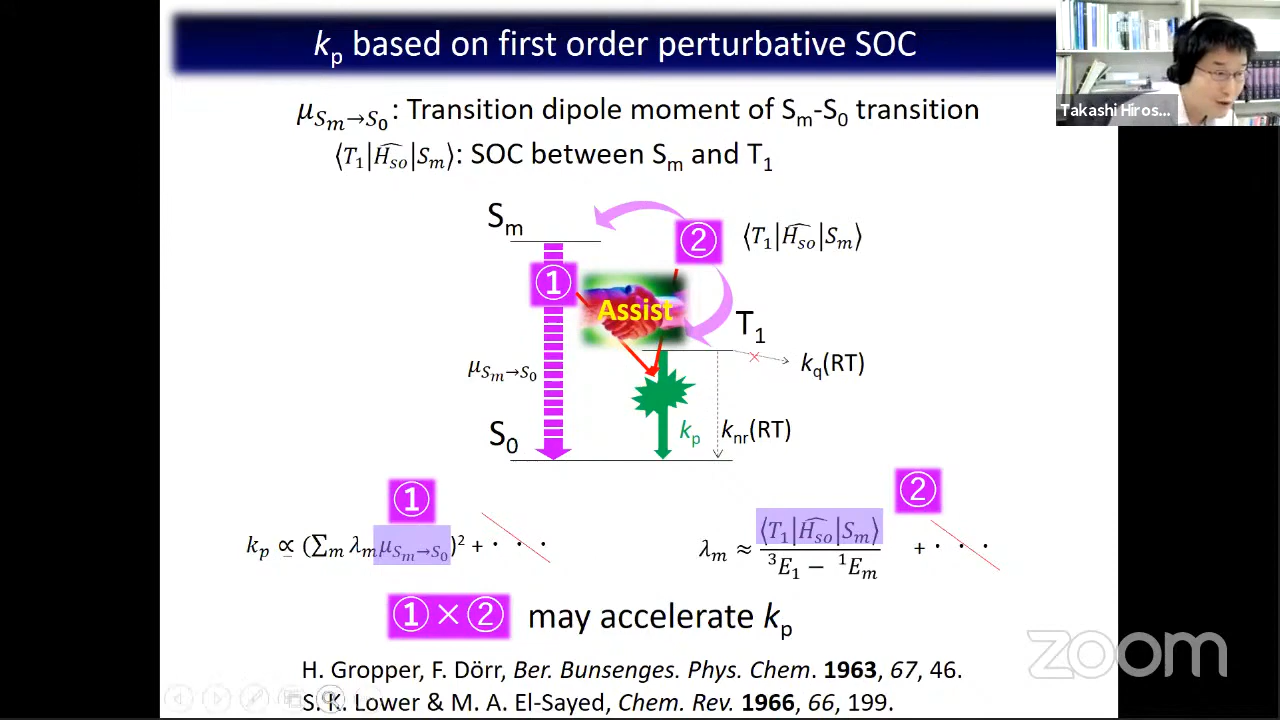 kp based on first order perturbative SOC
Takashi Hiros...
μSm→S0: Transition dipole moment of Sm-S0 transition
⟨T1|Ĥso|Sm⟩: SOC between Sm and T1
Sm
② ⟨T1|Ĥso|Sm⟩
①
Assist
T1
kq(RT)
μSm→S0
S0
kp
knr(RT)
①
②
kp ∝ (∑m λmμSm→S0)2 + · · ·
λm ≈ ⟨T1|Ĥso|Sm⟩ / 3E1 − 1Em + · · ·
①×② may accelerate kp
zoom
H. Gropper, F. Dörr, Ber. Bunsenges. Phys. Chem. 1963, 67, 46.
S.K. Lower & M. A. El-Sayed, Chem. Rev. 1966, 66, 199.